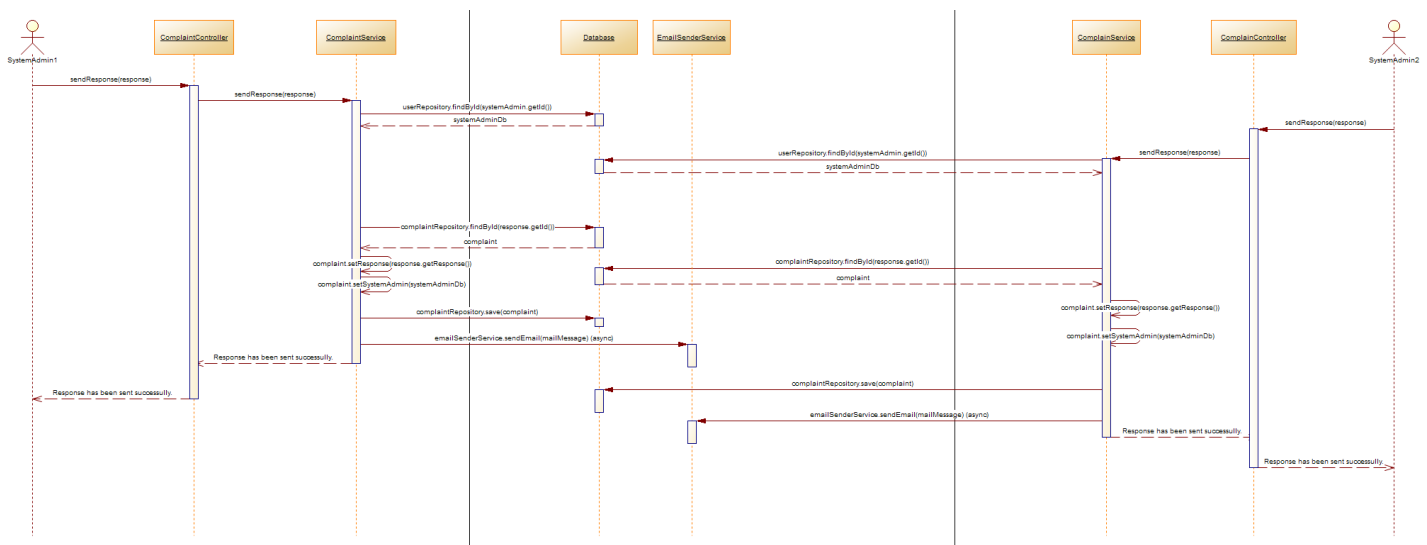 ComplaintController
ComplaintService
Database
EmailSenderService
ComplainService
ComplainController
SystemAdmin1
SystemAdmin2
sendResponse(response)
sendResponse(response)
userRepository.findById(systemAdmin.getId())
systemAdminDb
sendResponse(response)
userRepository.findById(systemAdmin.getId())
sendResponse(response)
systemAdminDb
complaintRepository.findById(response.getId())
complaint
complaint.setResponse(response.getResponse())
complaintRepository.findById(response.getId())
complaint
complaint.setSystemAdmin(systemAdminDb)
complaint.setResponse(response.getResponse())
complaintRepository.save(complaint)
complaint.setSystemAdmin(systemAdminDb)
emailSenderService.sendEmail(mailMessage) (async)
Response has been sent successully.
complaintRepository.save(complaint)
Response has been sent successully.
emailSenderService.sendEmail(mailMessage) (async)
Response has been sent successully.
Response has been sent successully.